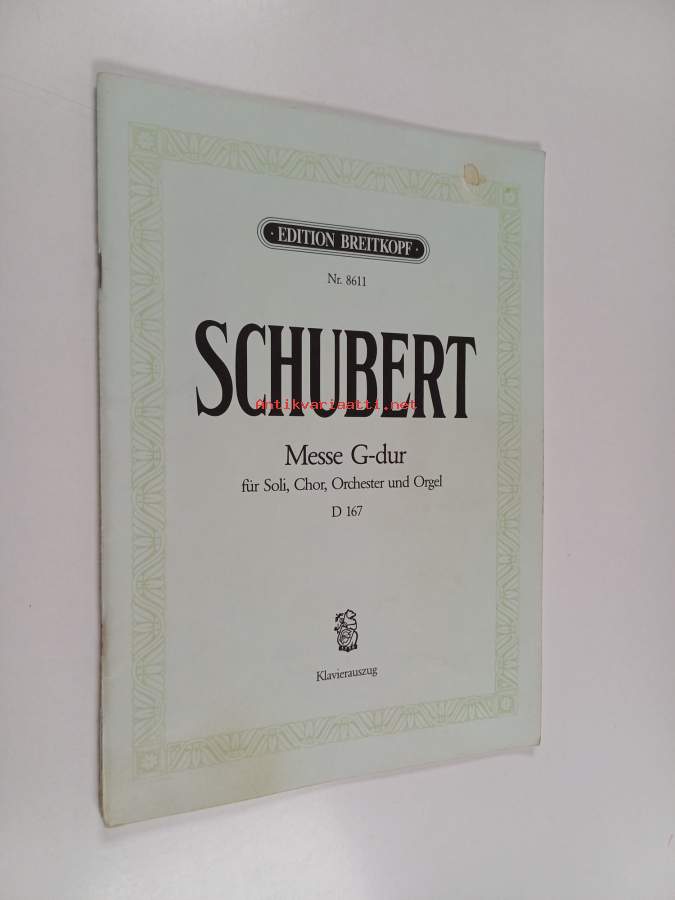 · EDITION BREITKOPF ·
Nr. 8611
SCHUBERT
Antikvariaatti.net
Messe G-dur
für Soli, Chor, Orchester und Orgel
D 167
Klavierauszug